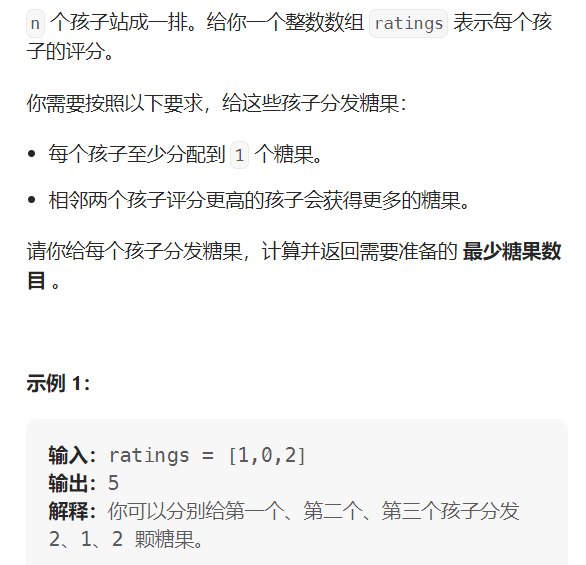 n 个孩子站成一排。给你一个整数数组 ratings 表示每个孩
子的评分。
你需要按照以下要求，给这些孩子分发糖果：
• 每个孩子至少分配到 1 个糖果。
• 相邻两个孩子评分更高的孩子会获得更多的糖果。
请你给每个孩子分发糖果，计算并返回需要准备的 最少糖果数
目 。
示例 1：
输入：ratings = [1,0,2]
输出：5
解释：你可以分别给第一个、第二个、第三个孩子分发
2、1、2 颗糖果。